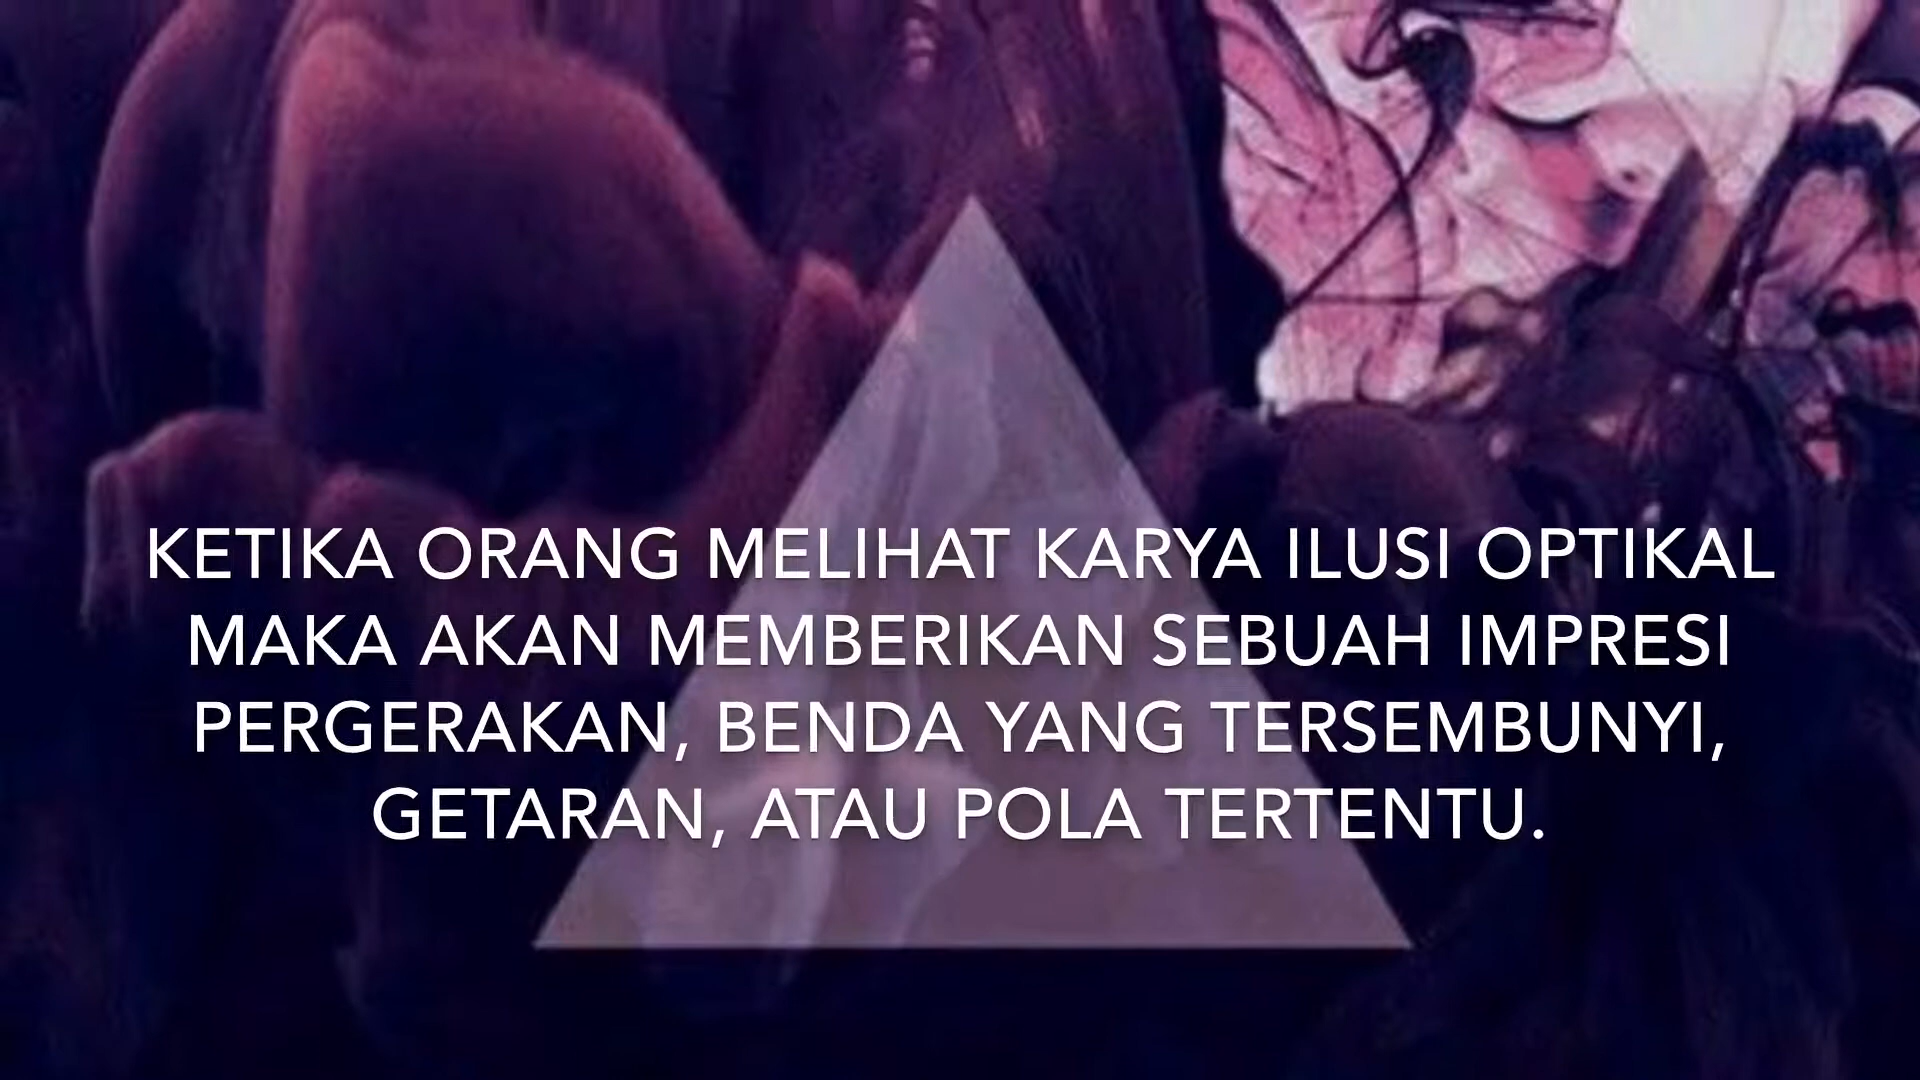 KETIKA ORANG MELIHAT KARYA ILUSI OPTIKAL
MAKA AKAN MEMBERIKAN SEBUAH IMPRESI
PERGERAKAN, BENDA YANG TERSEMBUNYI,
GETARAN, ATAU POLA TERTENTU.